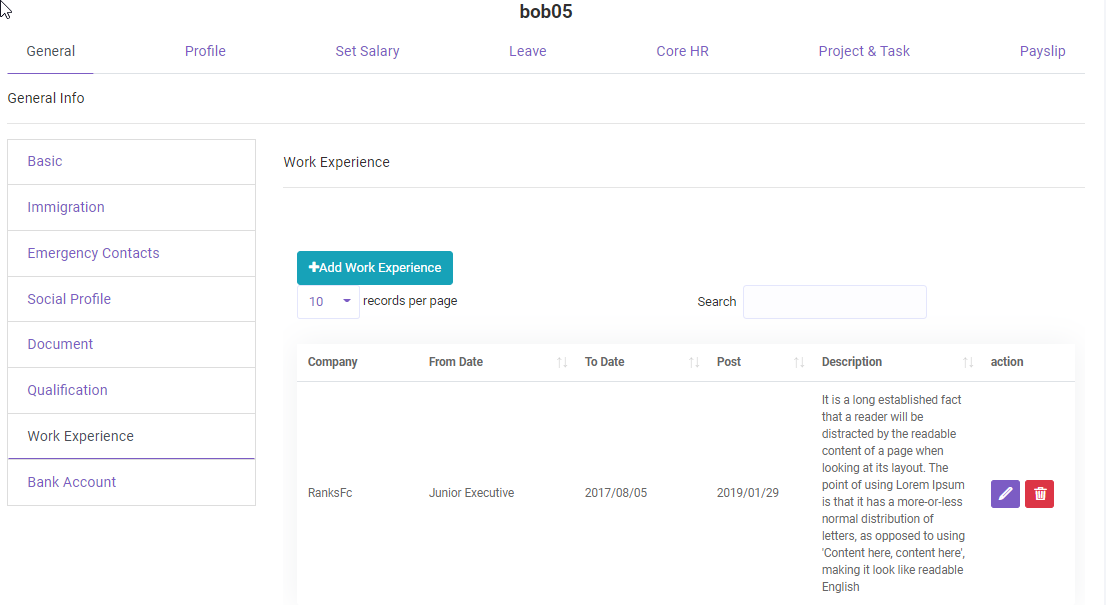 bob05
General Profile Set Salary Leave Core HR Project & Task Payslip
General Info
Basic
Immigration
Emergency Contacts
Social Profile
Document
Qualification
Work Experience
Bank Account
Work Experience
+Add Work Experience
10 records per page Search
Company From Date To Date Post Description action
RanksFc Junior Executive 2017/08/05 2019/01/29
It is a long established fact
that a reader will be
distracted by the readable
content of a page when
looking at its layout. The
point of using Lorem Ipsum
is that it has a more-or-less
normal distribution of
letters, as opposed to using
'Content here, content here',
making it look like readable
English